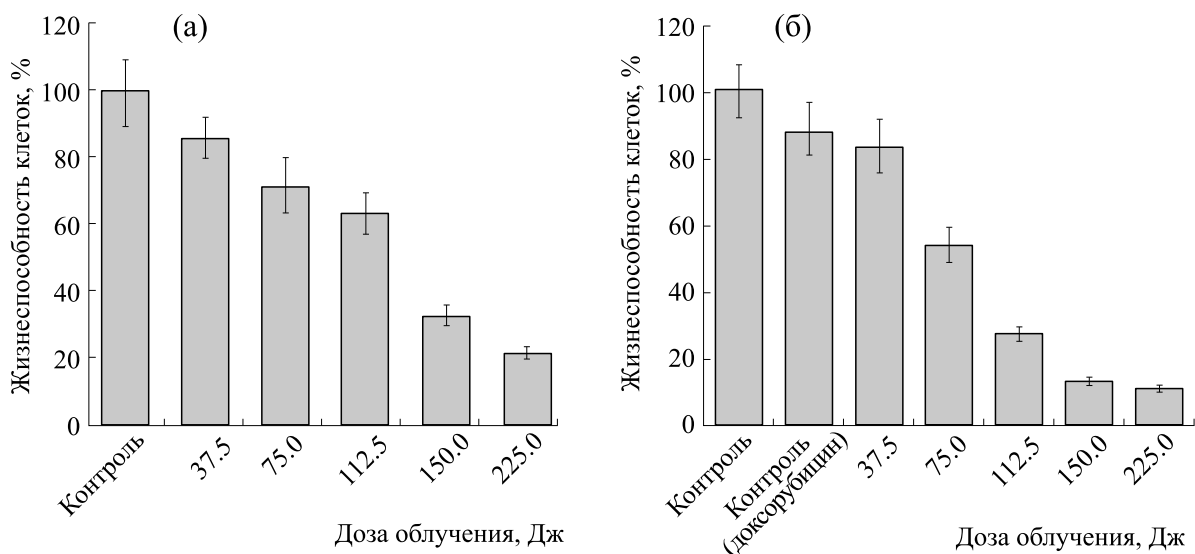 (а)
Жизнеспособность клеток, %
120
100
80
60
40
20
0
Контроль
37.5
75.0
112.5
150.0
225.0
Доза облучения, Дж
(б)
Жизнеспособность клеток, %
120
100
80
60
40
20
0
Контроль
Контроль
(доксорубицин)
37.5
75.0
112.5
150.0
225.0
Доза облучения, Дж